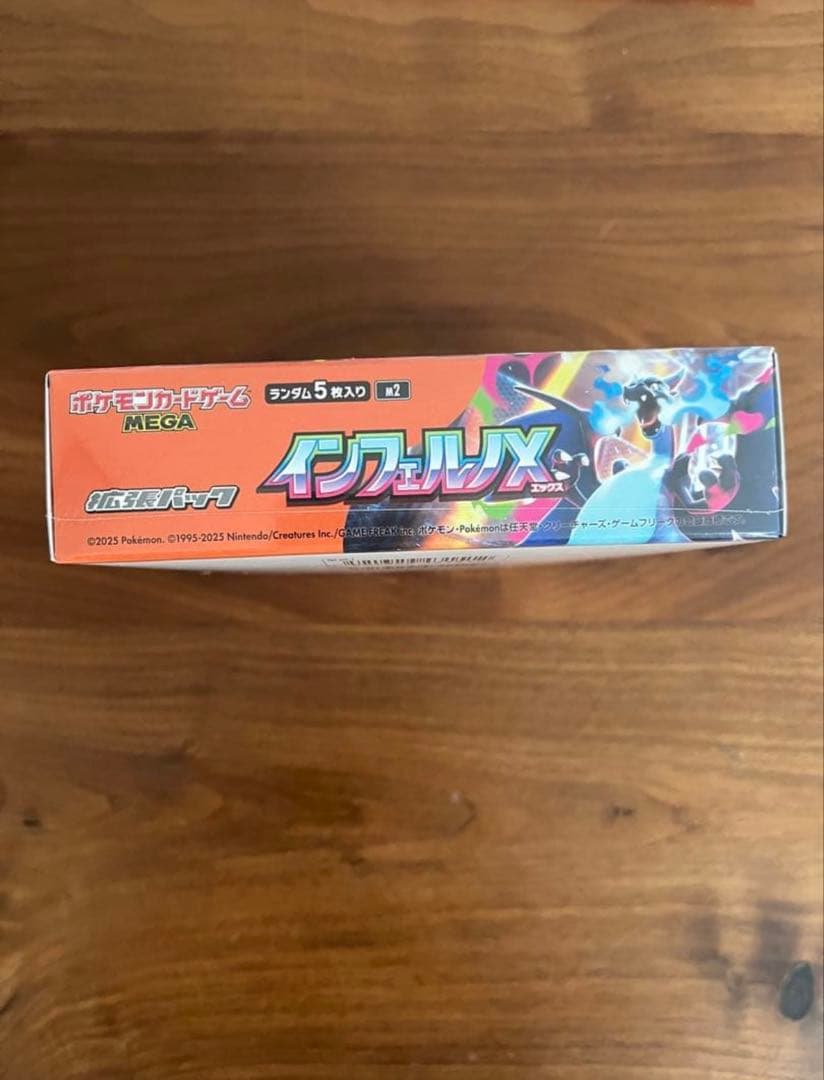 ポケモンカードゲーム
MEGA
ランダム5枚入り M2
インフェルノX
エックス
拡張パック
©2025 Pokémon. ©1995-2025 Nintendo/Creatures Inc./GAME FREAK inc. ポケモン・Pokémonは任天堂・クリーチャーズ・ゲームフリークの登録商標です。